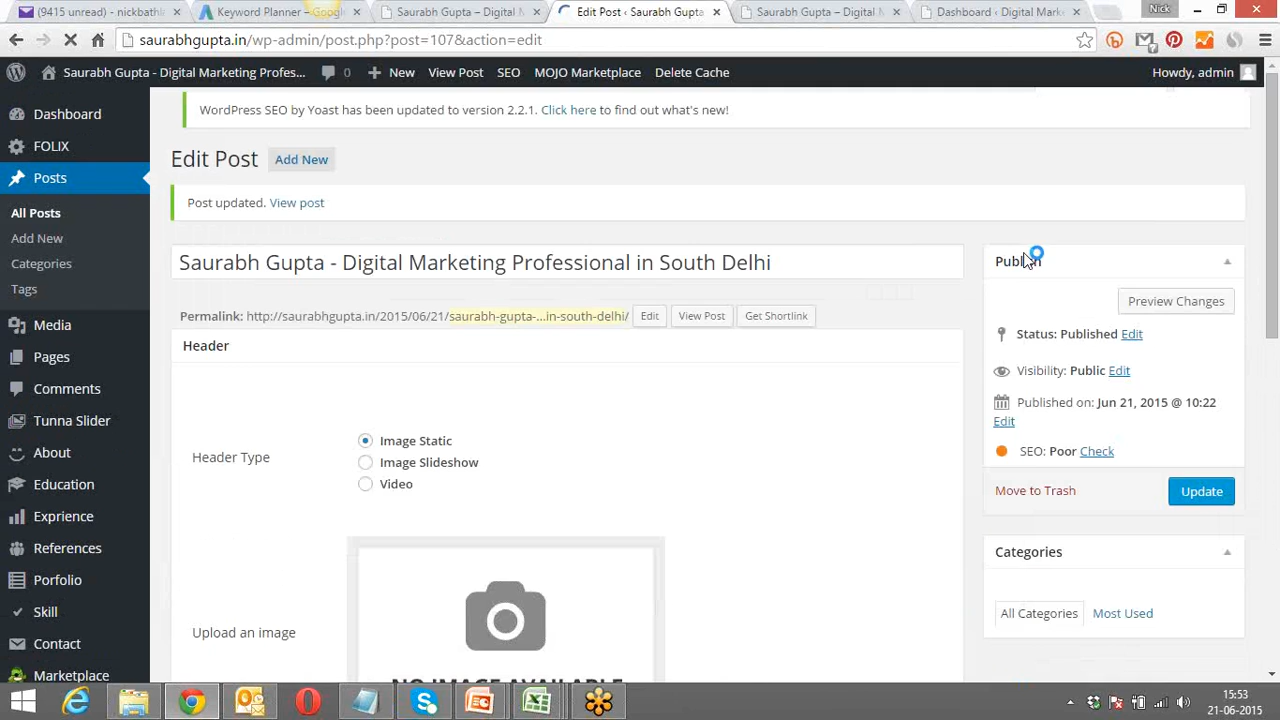 (9415 unread) - nickbathli
Keyword Planner – Google
Saurabh Gupta – Digital M
Edit Post ‹ Saurabh Gupta
Saurabh Gupta – Digital M
Dashboard ‹ Digital Mark
Nick
saurabhgupta.in/wp-admin/post.php?post=107&action=edit
Saurabh Gupta - Digital Marketing Profes... 0 New View Post SEO MOJO Marketplace Delete Cache Howdy, admin
WordPress SEO by Yoast has been updated to version 2.2.1. Click here to find out what's new!
Edit Post Add New
Post updated. View post
Dashboard
FOLIX
Posts
All Posts
Add New
Categories
Tags
Media
Pages
Comments
Tunna Slider
About
Education
Exprience
References
Porfolio
Skill
Contact
Marketplace
Saurabh Gupta - Digital Marketing Professional in South Delhi
Permalink: http://saurabhgupta.in/2015/06/21/saurabh-gupta-...in-south-delhi/ Edit View Post Get Shortlink
Header
Header Type
Image Static
Image Slideshow
Video
Upload an image
NO IMAGE AVAILABLE
Publish
Preview Changes
Status: Published Edit
Visibility: Public Edit
Published on: Jun 21, 2015 @ 10:22
Edit
SEO: Poor Check
Move to Trash Update
Categories
All Categories Most Used
15:53
21-06-2015